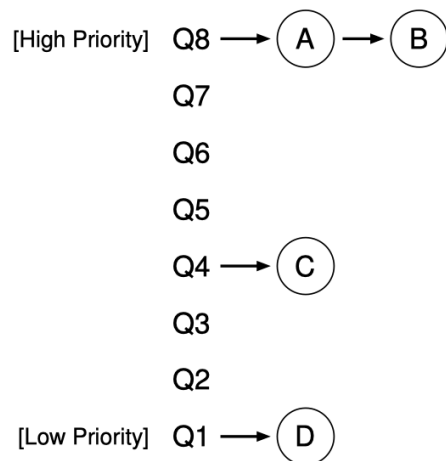 [High Priority] Q8 A B
Q7
Q6
Q5
Q4 C
Q3
Q2
[Low Priority] Q1 D